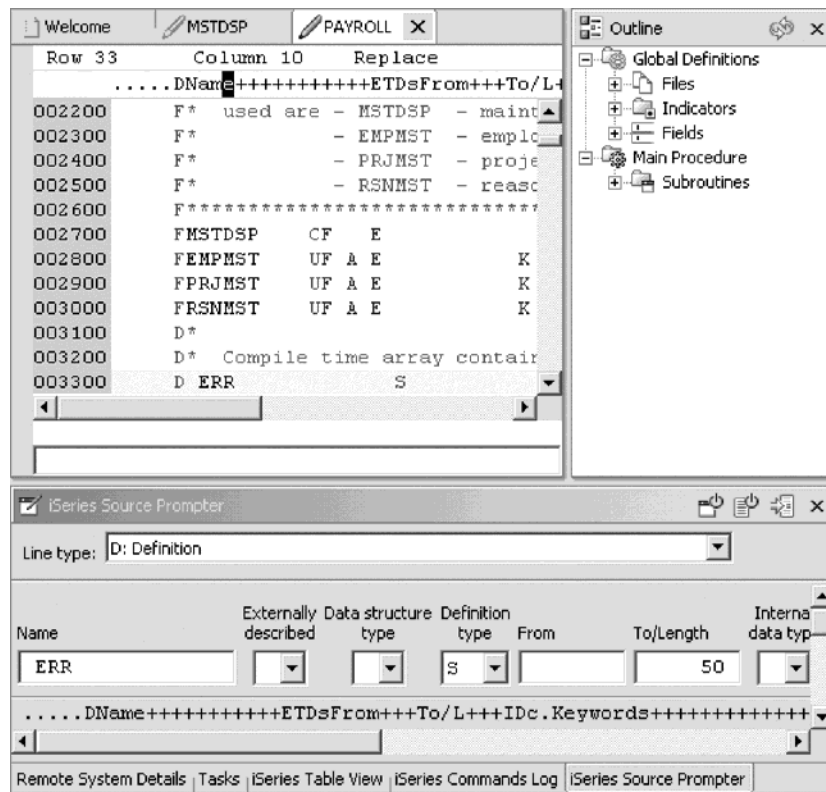 Welcome MSTDSP PAYROLL
Row 33 Column 10 Replace
.....DName+++++++++++ETDsFrom+++To/L+
002200 F* used are - MSTDSP - maint
002300 F* - EMPMST - emplo
002400 F* - PRJMST - proje
002500 F* - RSNMST - reaso
002600 F*****************************
002700 FMSTDSP CF E
002800 FEMPMST UF A E K
002900 FPRJMST UF A E K
003000 FRSNMST UF A E K
003100 D*
003200 D* Compile time array contain
003300 D ERR S
Outline
Global Definitions
Files
Indicators
Fields
Main Procedure
Subroutines
iSeries Source Prompter
Line type: D: Definition
Name Externally described Data structure type Definition type From To/Length Interna data typ
ERR S 50
.....DName+++++++++++ETDsFrom+++To/L+++IDc.Keywords+++++++++++++
Remote System Details Tasks iSeries Table View iSeries Commands Log iSeries Source Prompter